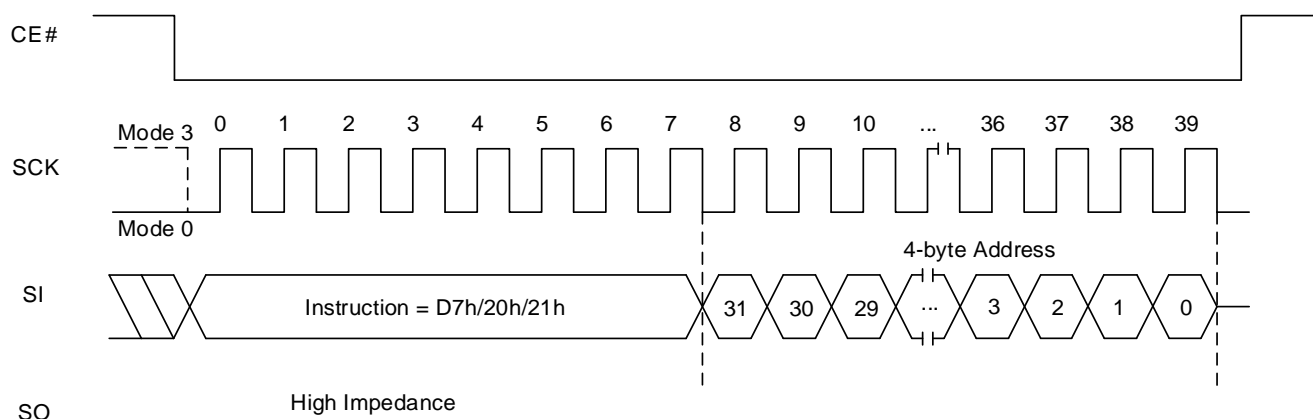 CE#
Mode 3
0 1 2 3 4 5 6 7 8 9 10 ... 36 37 38 39
SCK
Mode 0
4-byte Address
SI
Instruction = D7h/20h/21h 31 30 29 ... 3 2 1 0
High Impedance
SO